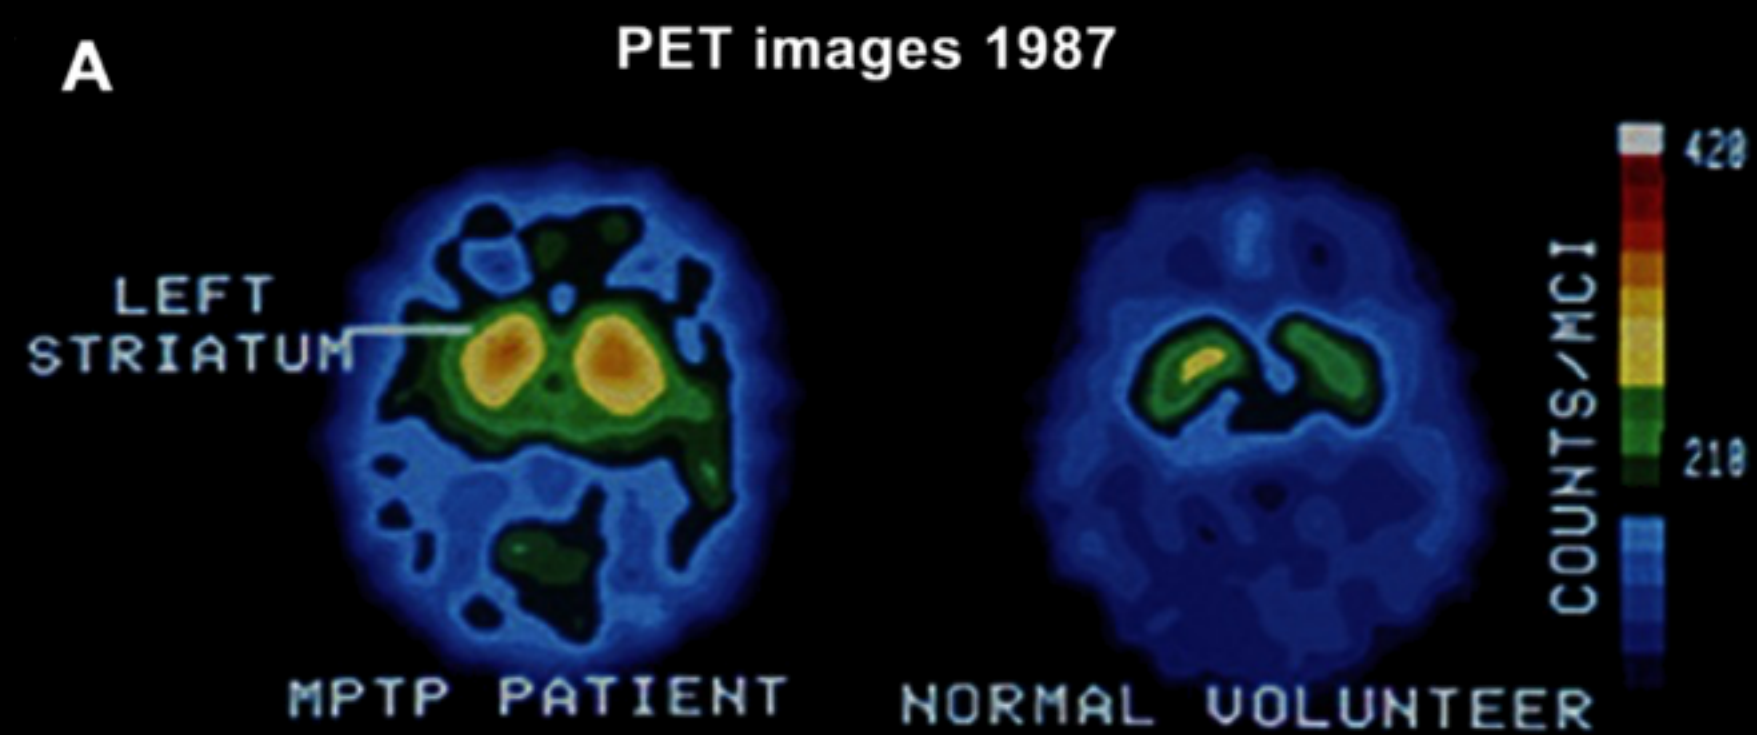 A
PET images 1987
LEFT
STRIATUM
420
210
COUNTS/MCI
MPTP PATIENT
NORMAL VOLUNTEER